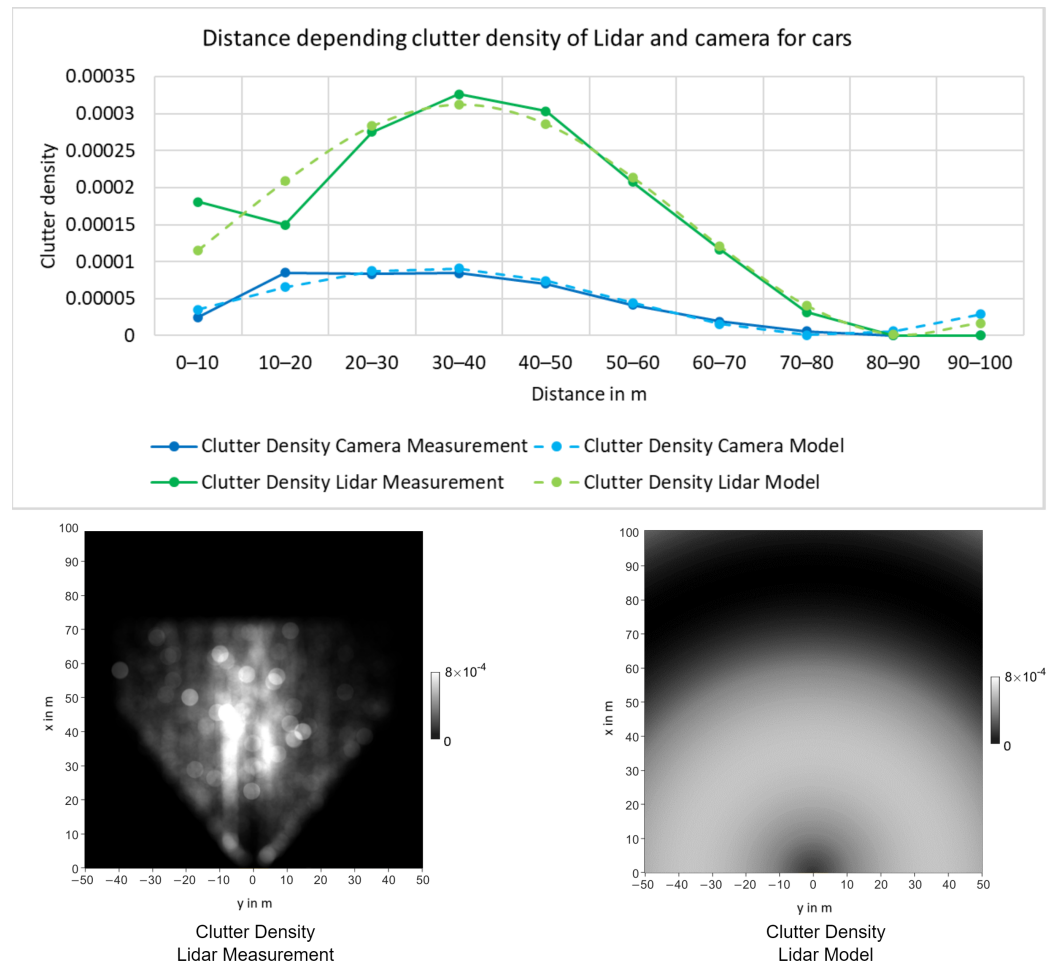 Distance depending clutter density of Lidar and camera for cars
Clutter density
0.00035
0.0003
0.00025
0.0002
0.00015
0.0001
0.00005
0
0–10 10–20 20–30 30–40 40–50 50–60 60–70 70–80 80–90 90–100
Distance in m
Clutter Density Camera Measurement Clutter Density Camera Model
Clutter Density Lidar Measurement Clutter Density Lidar Model
x in m
100
90
80
70
60
50
40
30
20
10
0
−50 −40 −30 −20 −10 0 10 20 30 40 50
y in m
8×10⁻⁴
0
Clutter Density
Lidar Measurement
x in m
100
90
80
70
60
50
40
30
20
10
0
−50 −40 −30 −20 −10 0 10 20 30 40 50
y in m
8×10⁻⁴
0
Clutter Density
Lidar Model